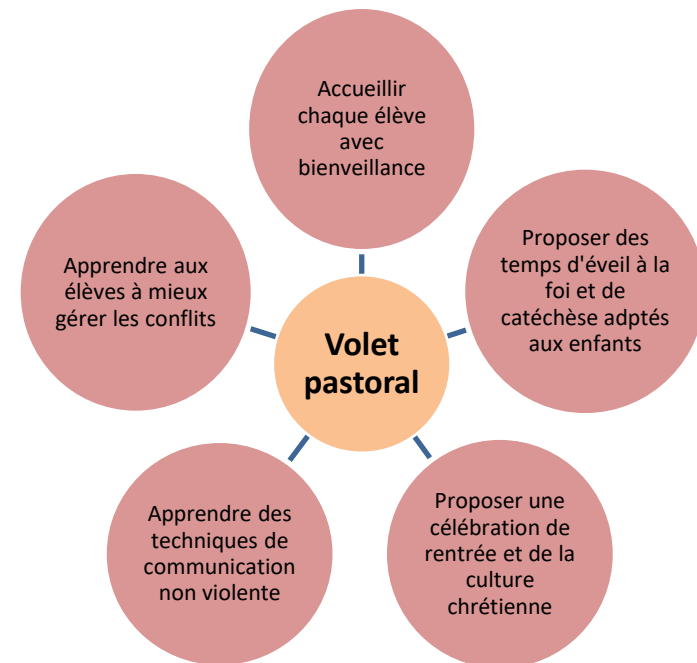 Accueillir
chaque élève
avec
bienveillance
Proposer des
temps d'éveil à la
foi et de
catéchèse adptés
aux enfants
Apprendre aux
élèves à mieux
gérer les conflits
Volet
pastoral
Apprendre des
techniques de
communication
non violente
Proposer une
célébration de
rentrée et de la
culture
chrétienne